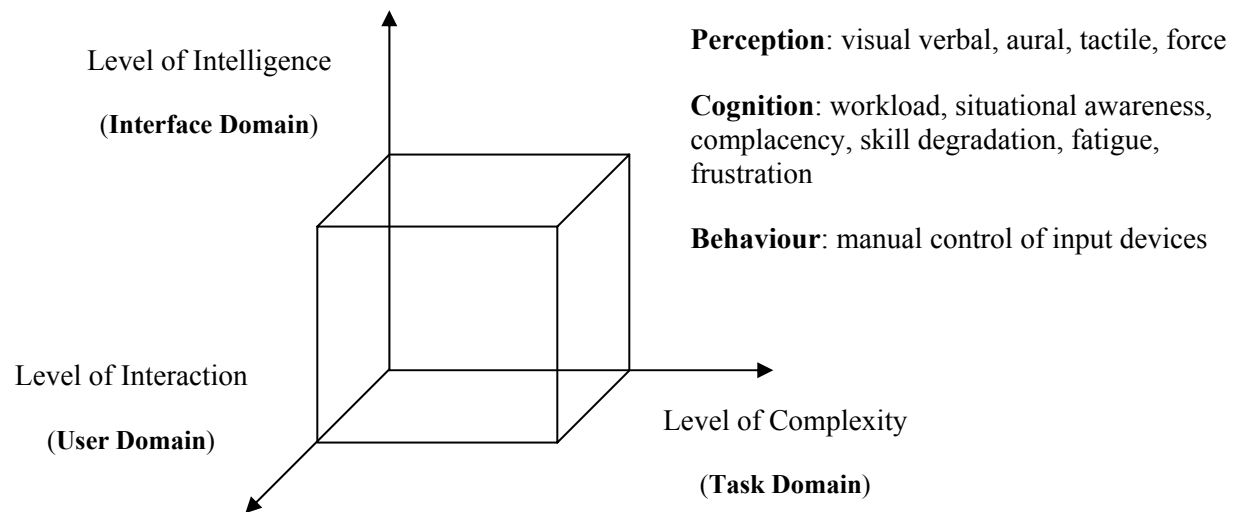 Level of Intelligence
(Interface Domain)
Perception: visual verbal, aural, tactile, force
Cognition: workload, situational awareness,
complacency, skill degradation, fatigue,
frustration
Behaviour: manual control of input devices
Level of Interaction
(User Domain)
Level of Complexity
(Task Domain)